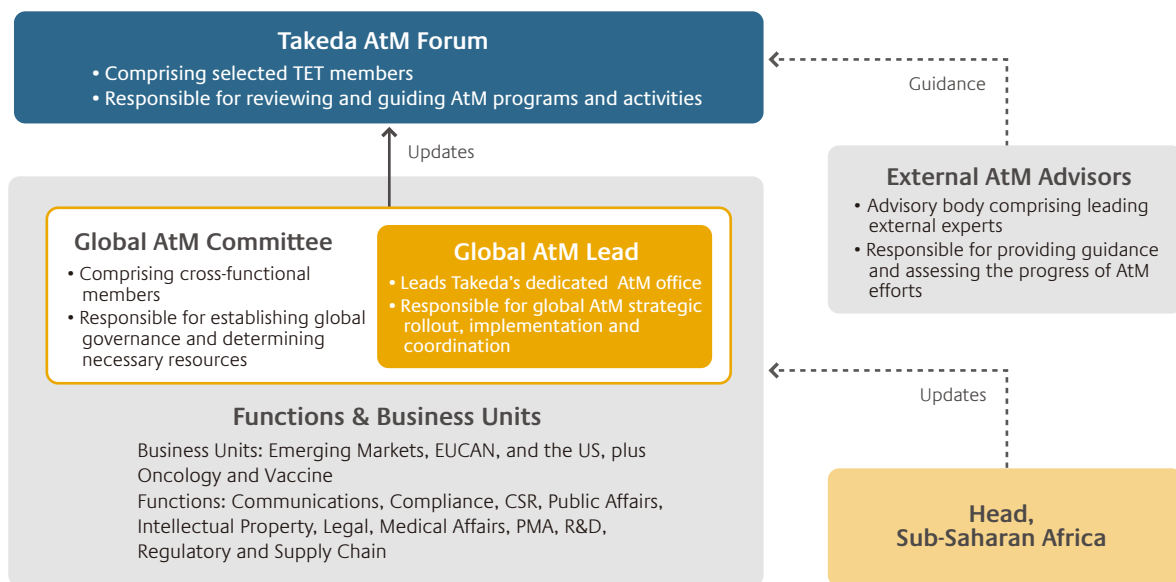 Takeda AtM Forum
• Comprising selected TET members
• Responsible for reviewing and guiding AtM programs and activities
Guidance
Updates
External AtM Advisors
• Advisory body comprising leading
external experts
• Responsible for providing guidance
and assessing the progress of AtM
efforts
Global AtM Committee
• Comprising cross-functional
members
• Responsible for establishing global
governance and determining
necessary resources
Global AtM Lead
• Leads Takeda's dedicated AtM office
• Responsible for global AtM strategic
rollout, implementation and
coordination
Updates
Functions & Business Units
Business Units: Emerging Markets, EUCAN, and the US, plus
Oncology and Vaccine
Functions: Communications, Compliance, CSR, Public Affairs,
Intellectual Property, Legal, Medical Affairs, PMA, R&D,
Regulatory and Supply Chain
Head,
Sub-Saharan Africa